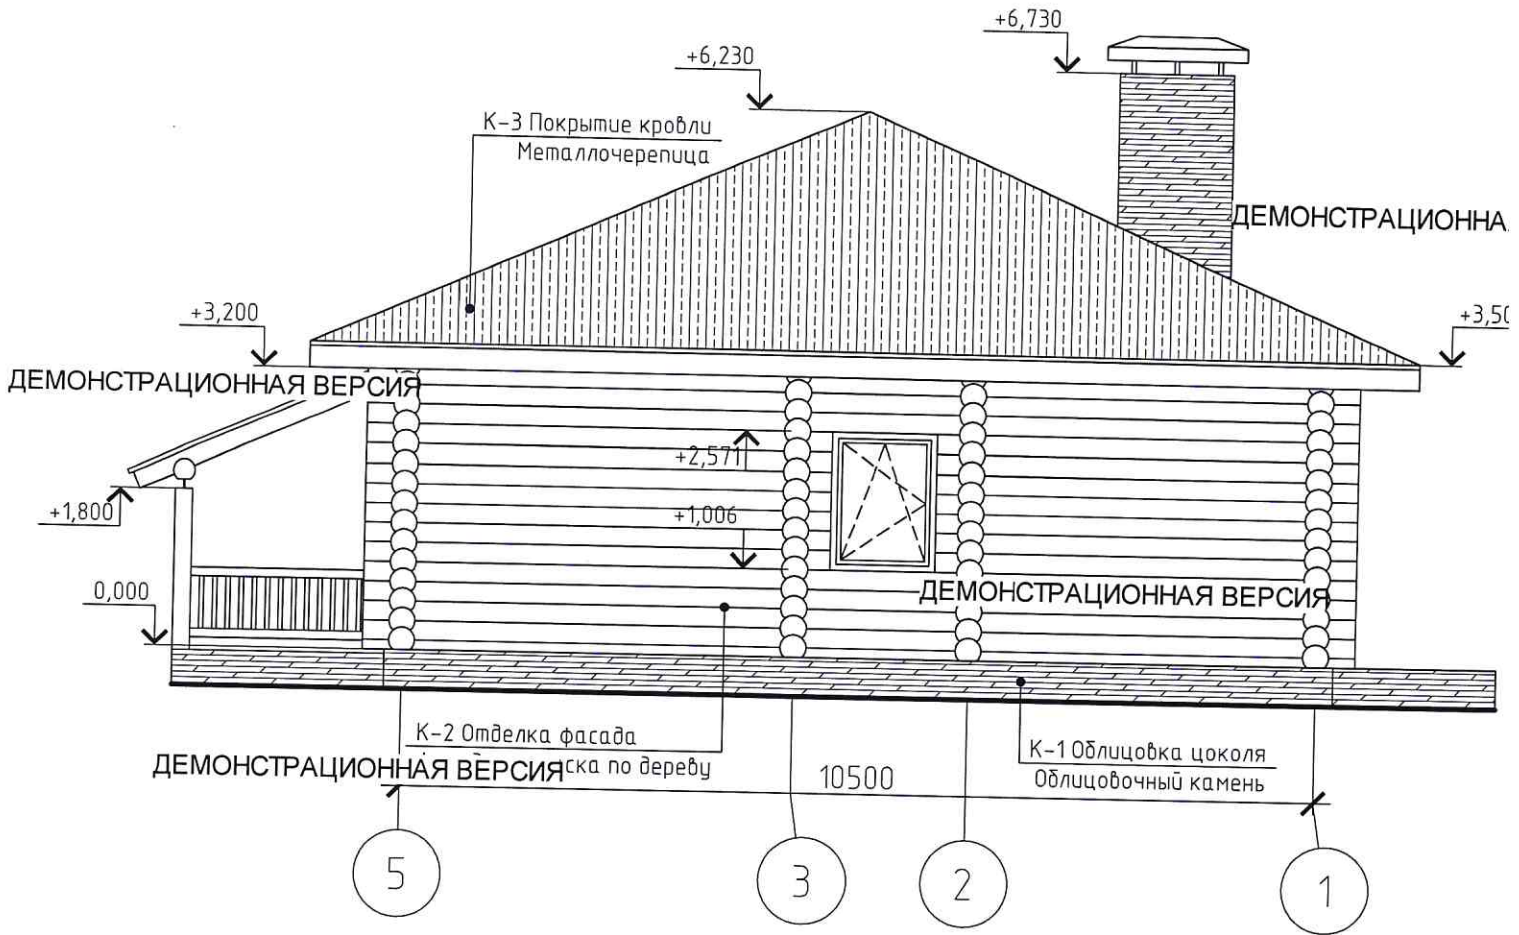 +6,730
+6,230
К-3 Покрытие кровли
Металлочерепица
ДЕМОНСТРАЦИОННА
+3,200
+3,50
ДЕМОНСТРАЦИОННАЯ ВЕРСИЯ
+2,571
+1,800
+1,006
0,000
ДЕМОНСТРАЦИОННАЯ ВЕРСИЯ
К-2 Отделка фасада
ска по дереву
ДЕМОНСТРАЦИОННАЯ ВЕРСИЯ
К-1 Облицовка цоколя
Облицовочный камень
10500
5
3
2
1